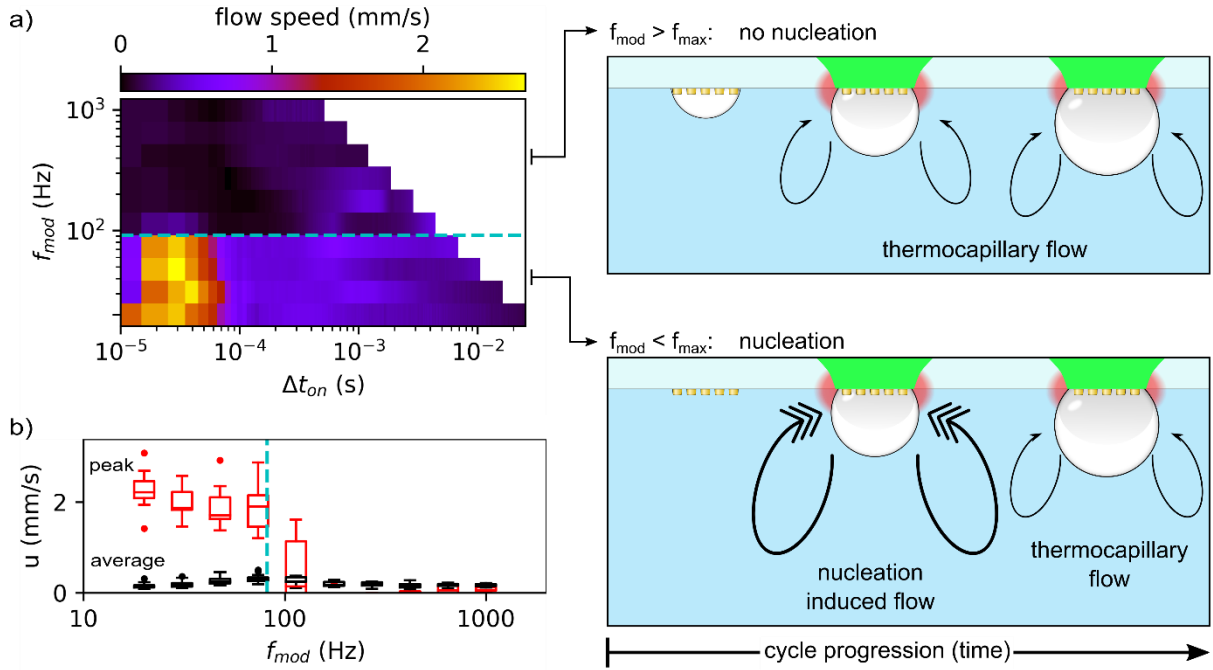 a)
flow speed (mm/s)
0 1 2
f_mod (Hz)
10³
10²
10⁻⁵ 10⁻⁴ 10⁻³ 10⁻²
Δt_on (s)
f_mod > f_max: no nucleation
thermocapillary flow
f_mod < f_max: nucleation
nucleation
induced flow
thermocapillary
flow
cycle progression (time)
b)
u (mm/s)
peak
2
average
0
10 100 1000
f_mod (Hz)